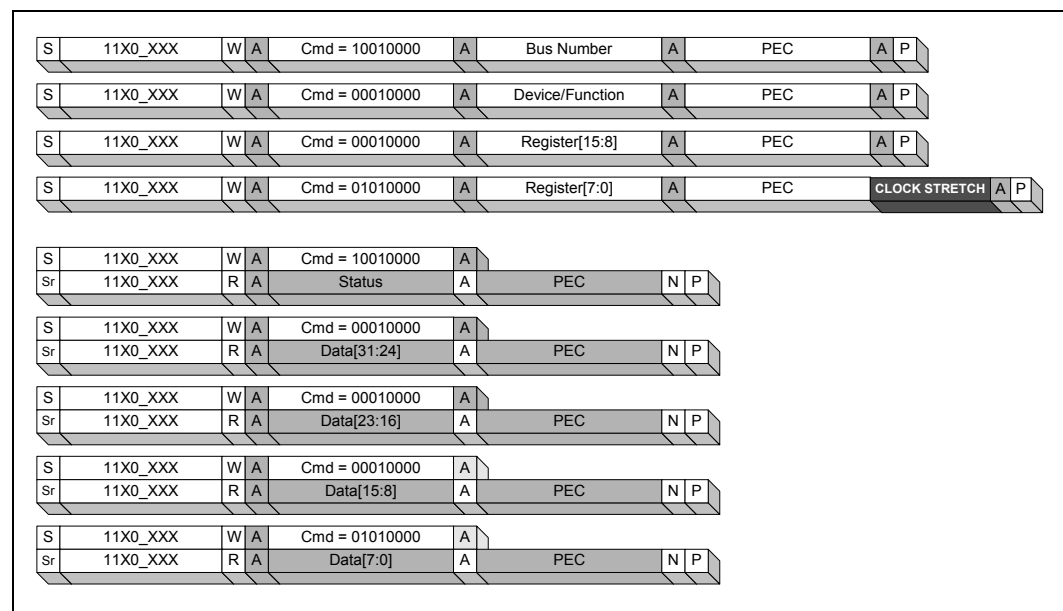 S 11X0_XXX W A Cmd = 10010000 A Bus Number A PEC A P
S 11X0_XXX W A Cmd = 00010000 A Device/Function A PEC A P
S 11X0_XXX W A Cmd = 00010000 A Register[15:8] A PEC A P
S 11X0_XXX W A Cmd = 01010000 A Register[7:0] A PEC CLOCK STRETCH A P
S 11X0_XXX W A Cmd = 10010000 A
Sr 11X0_XXX R A Status A PEC N P
S 11X0_XXX W A Cmd = 00010000 A
Sr 11X0_XXX R A Data[31:24] A PEC N P
S 11X0_XXX W A Cmd = 00010000 A
Sr 11X0_XXX R A Data[23:16] A PEC N P
S 11X0_XXX W A Cmd = 00010000 A
Sr 11X0_XXX R A Data[15:8] A PEC N P
S 11X0_XXX W A Cmd = 01010000 A
Sr 11X0_XXX R A Data[7:0] A PEC N P